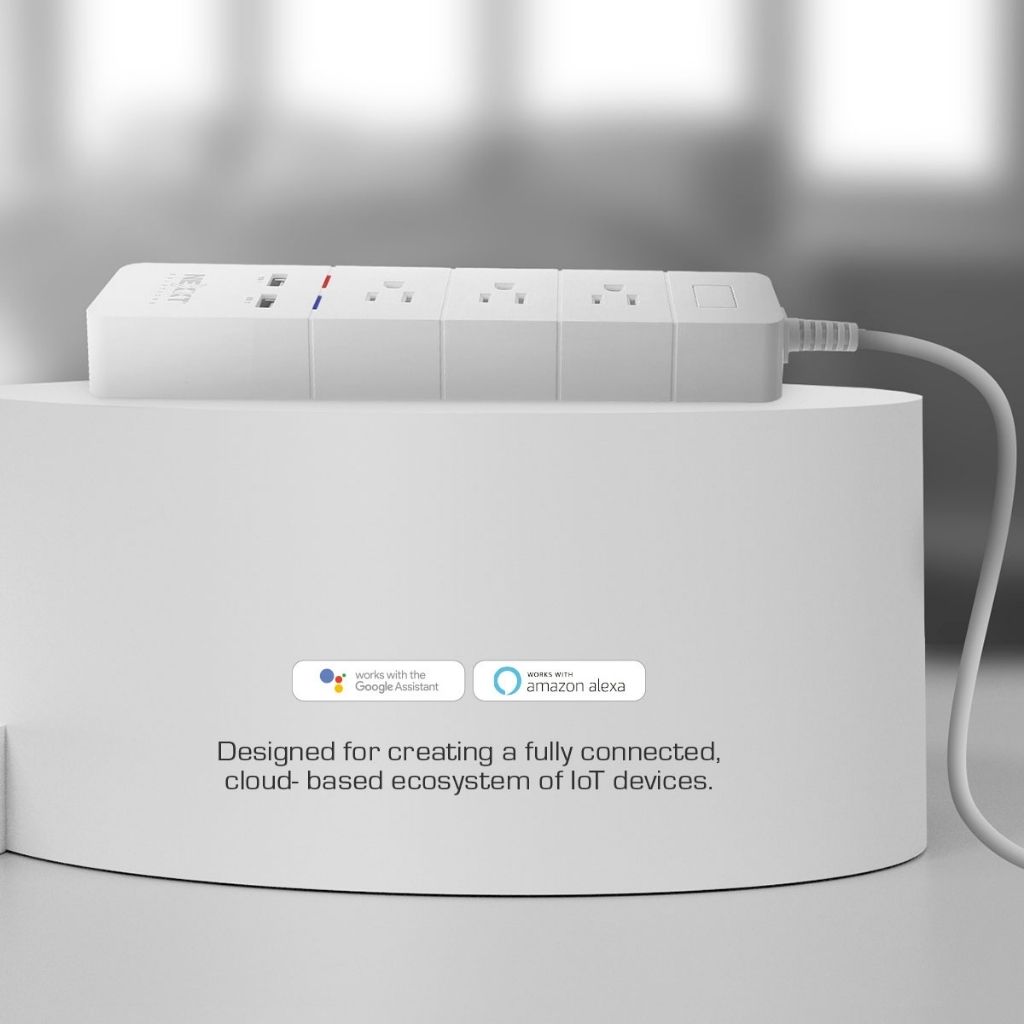 NEXXT
works with the
Google Assistant
WORKS WITH
amazon alexa
Designed for creating a fully connected,
cloud- based ecosystem of IoT devices.